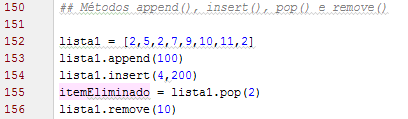 150 ## Métodos append(), insert(), pop() e remove()
151
152 lista1 = [2,5,2,7,9,10,11,2]
153 lista1.append(100)
154 lista1.insert(4,200)
155 itemEliminado = lista1.pop(2)
156 lista1.remove(10)